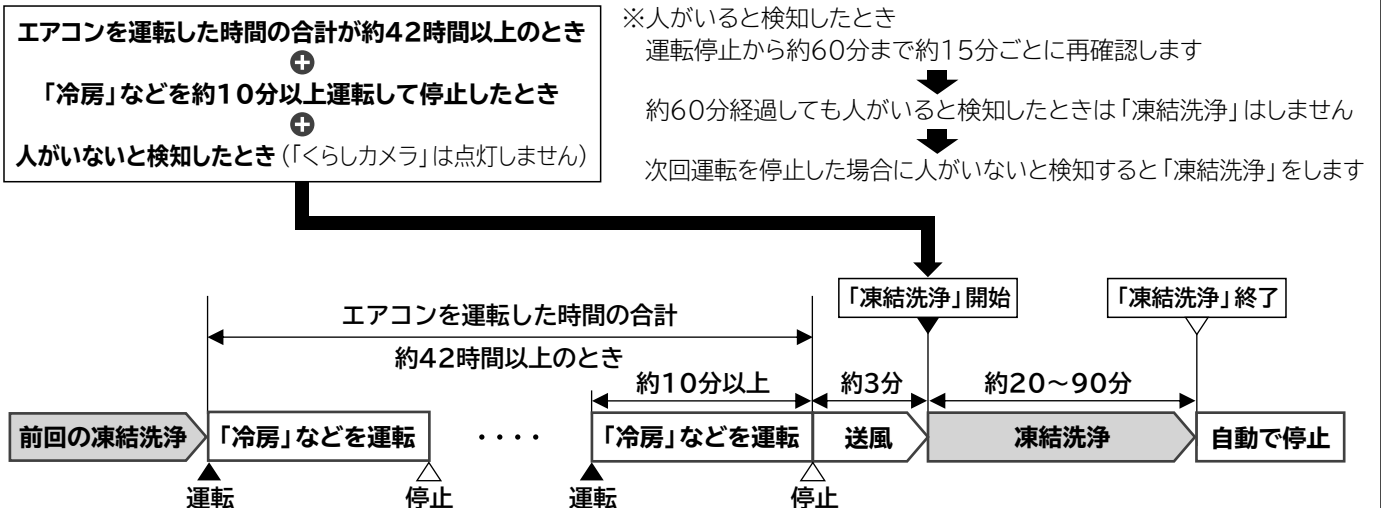 エアコンを運転した時間の合計が約42時間以上のとき
+
「冷房」などを約10分以上運転して停止したとき
+
人がいないと検知したとき(「くらしカメラ」は点灯しません)
※人がいると検知したとき
運転停止から約60分まで約15分ごとに再確認します
約60分経過しても人がいると検知したときは「凍結洗浄」はしません
次回運転を停止した場合に人がいないと検知すると「凍結洗浄」をします
「凍結洗浄」開始
「凍結洗浄」終了
エアコンを運転した時間の合計
約42時間以上のとき
約10分以上
約3分
約20～90分
前回の凍結洗浄
「冷房」などを運転
・・・・
「冷房」などを運転
送風
凍結洗浄
自動で停止
運転
停止
運転
停止